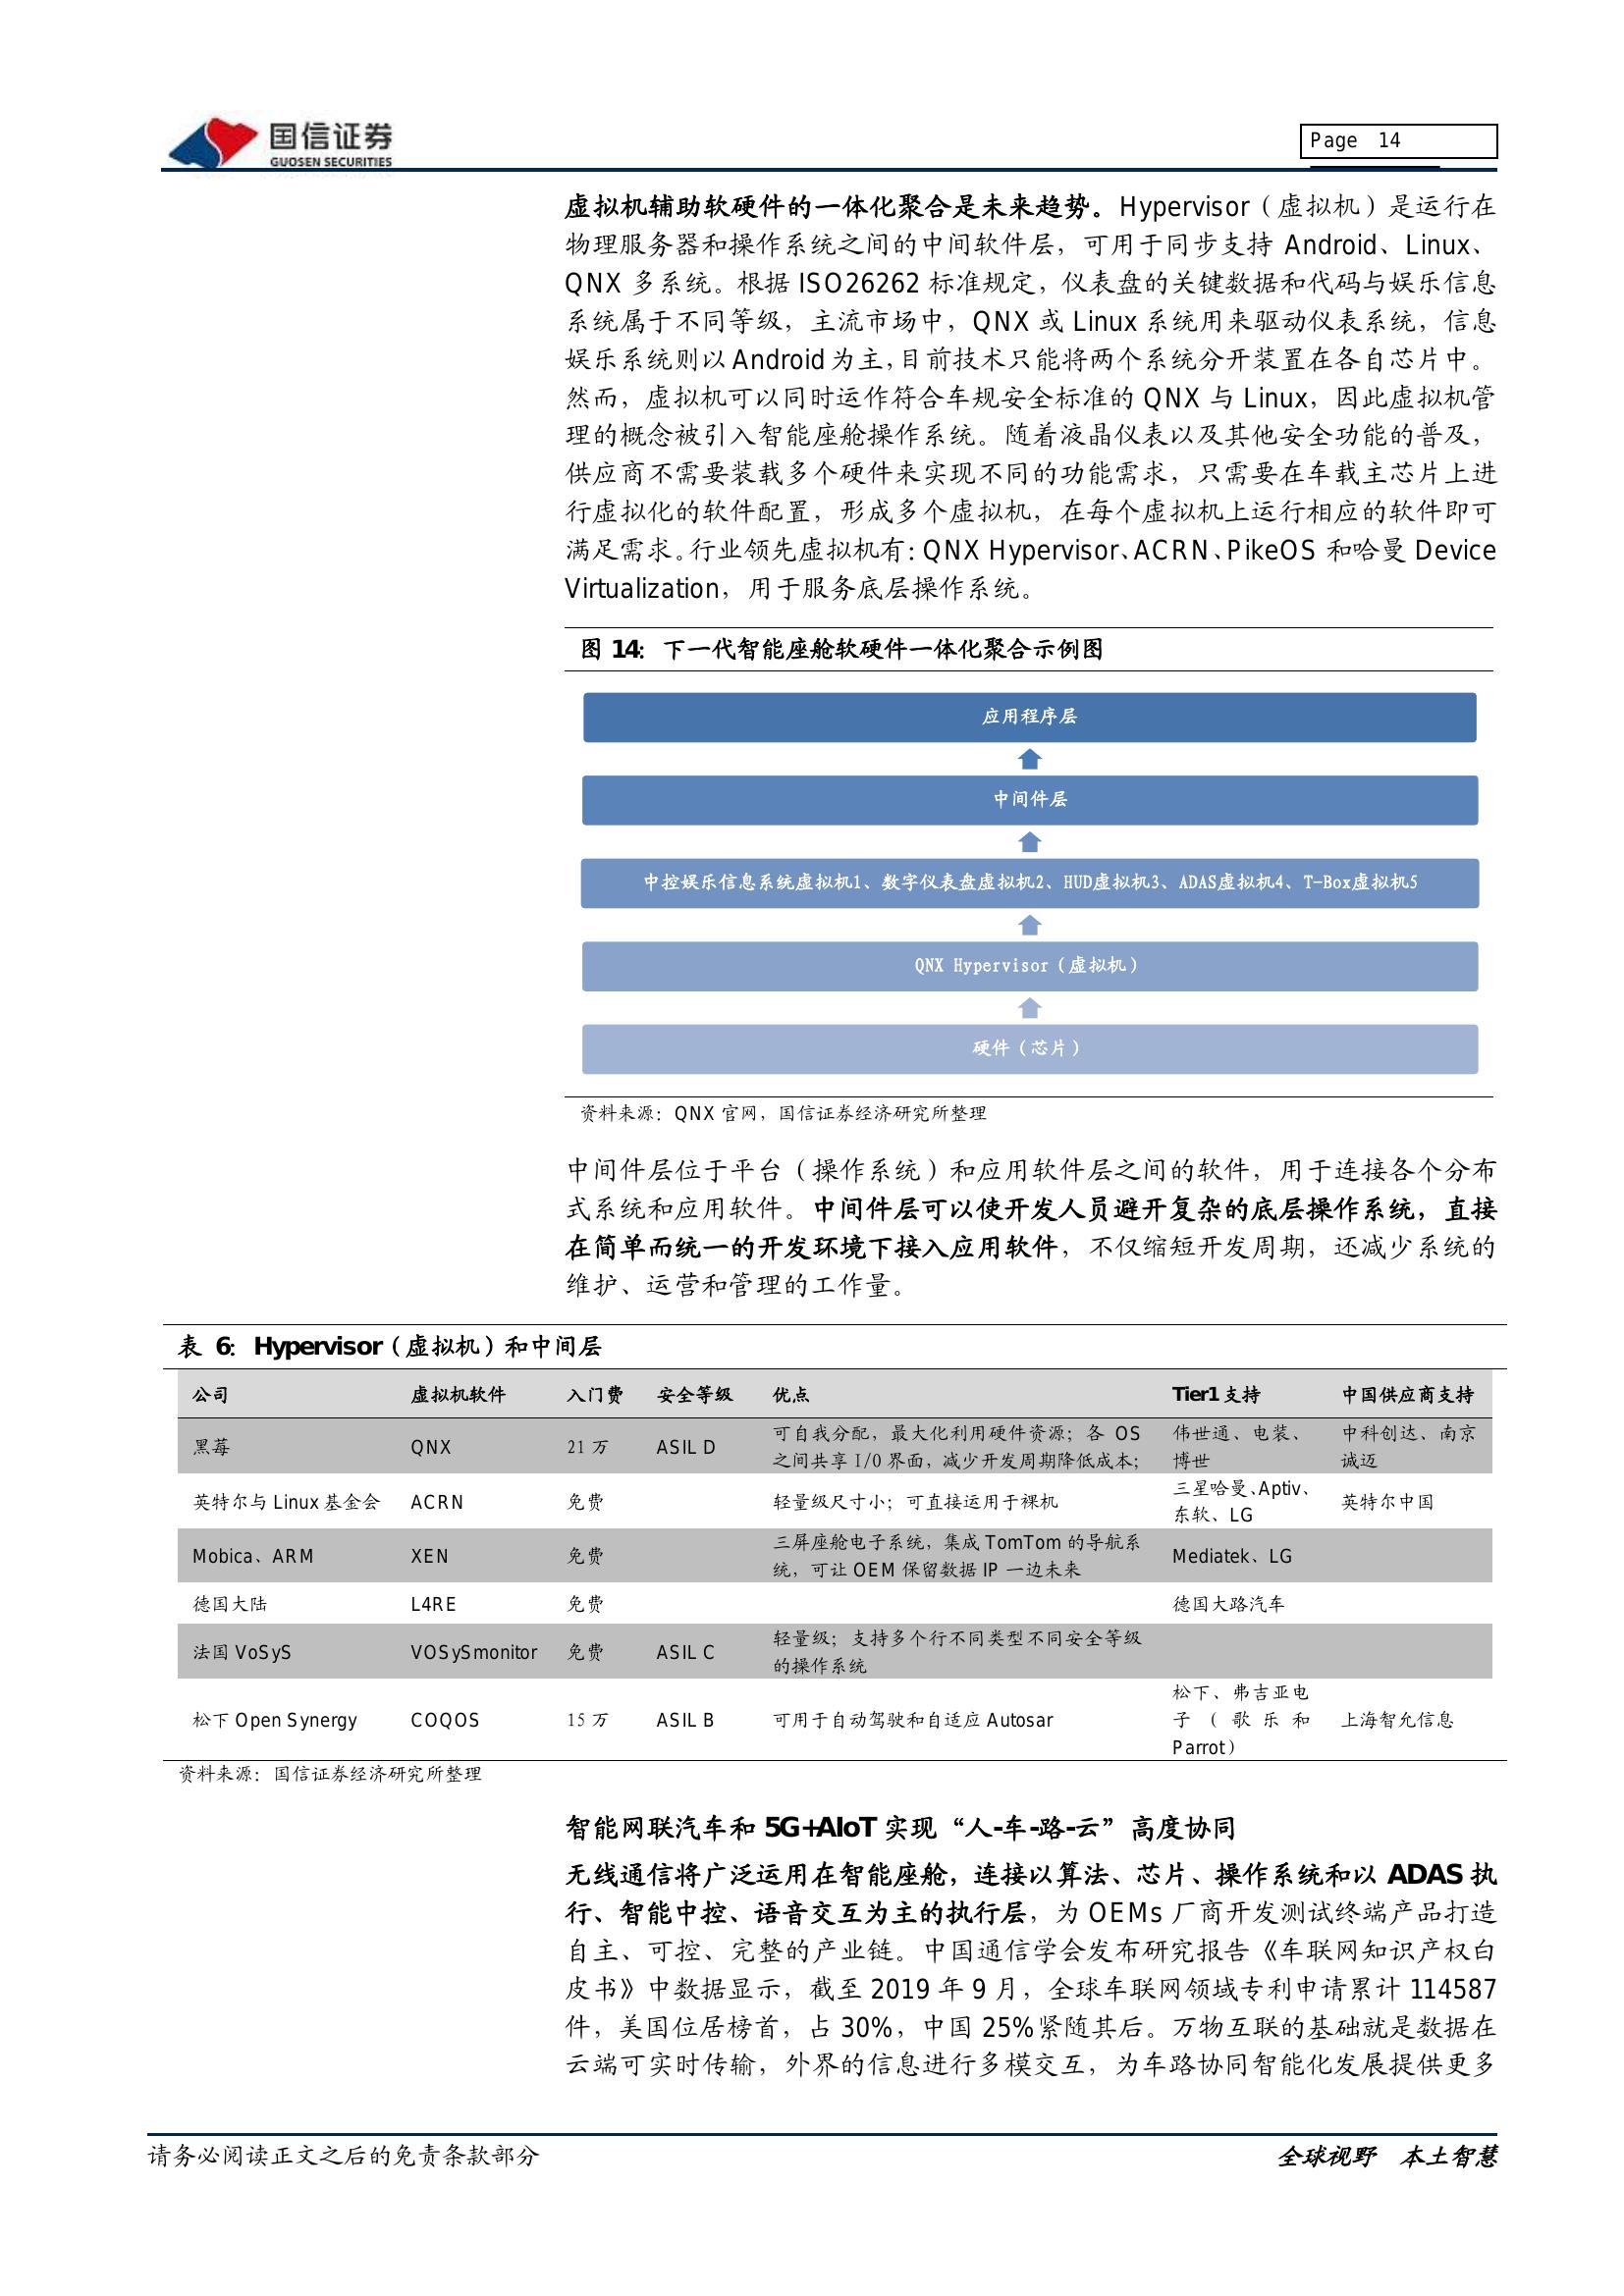 国信证券
GUOSEN SECURITIES
Page 14
虚拟机辅助软硬件的一体化聚合是未来趋势。Hypervisor（虚拟机）是运行在
物理服务器和操作系统之间的中间软件层，可用于同步支持 Android、Linux、
QNX 多系统。根据 ISO26262 标准规定，仪表盘的关键数据和代码与娱乐信息
系统属于不同等级，主流市场中，QNX 或 Linux 系统用来驱动仪表系统，信息
娱乐系统则以 Android 为主，目前技术只能将两个系统分开装置在各自芯片中。
然而，虚拟机可以同时运作符合车规安全标准的 QNX 与 Linux，因此虚拟机管
理的概念被引入智能座舱操作系统。随着液晶仪表以及其他安全功能的普及，
供应商不需要装载多个硬件来实现不同的功能需求，只需要在车载主芯片上进
行虚拟化的软件配置，形成多个虚拟机，在每个虚拟机上运行相应的软件即可
满足需求。行业领先虚拟机有：QNX Hypervisor、ACRN、PikeOS 和哈曼 Device
Virtualization，用于服务底层操作系统。
图 14：下一代智能座舱软硬件一体化聚合示例图
应用程序层
中间件层
中控娱乐信息系统虚拟机1、数字仪表盘虚拟机2、HUD虚拟机3、ADAS虚拟机4、T-Box虚拟机5
QNX Hypervisor（虚拟机）
硬件（芯片）
资料来源：QNX 官网，国信证券经济研究所整理
中间件层位于平台（操作系统）和应用软件层之间的软件，用于连接各个分布
式系统和应用软件。中间件层可以使开发人员避开复杂的底层操作系统，直接
在简单而统一的开发环境下接入应用软件，不仅缩短开发周期，还减少系统的
维护、运营和管理的工作量。
表 6：Hypervisor（虚拟机）和中间层
公司 虚拟机软件 入门费 安全等级 优点 Tier1 支持 中国供应商支持
黑莓 QNX 21 万 ASIL D 可自我分配，最大化利用硬件资源；各 OS 伟世通、电装、 中科创达、南京
之间共享 I/0 界面，减少开发周期降低成本； 博世 诚迈
英特尔与 Linux 基金会 ACRN 免费 轻量级尺寸小；可直接运用于裸机 三星哈曼、Aptiv、 英特尔中国
东软、LG
Mobica、ARM XEN 免费 三屏座舱电子系统，集成 TomTom 的导航系 Mediatek、LG
统，可让 OEM 保留数据 IP 一边未来
德国大陆 L4RE 免费 德国大路汽车
法国 VoSyS VOSySmonitor 免费 ASIL C 轻量级；支持多个行不同类型不同安全等级
的操作系统
松下 Open Synergy COQOS 15 万 ASIL B 可用于自动驾驶和自适应 Autosar 松下、弗吉亚电 上海智允信息
子（歌乐和
Parrot）
资料来源：国信证券经济研究所整理
智能网联汽车和 5G+AIoT 实现“人-车-路-云”高度协同
无线通信将广泛运用在智能座舱，连接以算法、芯片、操作系统和以 ADAS 执
行、智能中控、语音交互为主的执行层，为 OEMs 厂商开发测试终端产品打造
自主、可控、完整的产业链。中国通信学会发布研究报告《车联网知识产权白
皮书》中数据显示，截至 2019 年 9 月，全球车联网领域专利申请累计 114587
件，美国位居榜首，占 30%，中国 25%紧随其后。万物互联的基础就是数据在
云端可实时传输，外界的信息进行多模交互，为车路协同智能化发展提供更多
请务必阅读正文之后的免责条款部分
全球视野 本土智慧